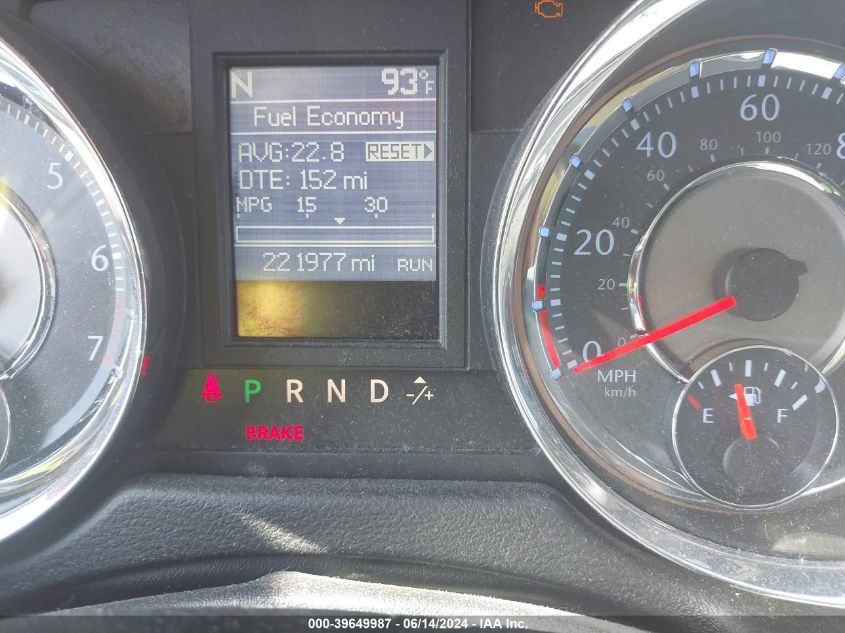 N 93°F
Fuel Economy
AVG:22.8 RESET
DTE: 152 mi
MPG 15 30
221977 mi RUN
5
6
7
P R N D -/+
BRAKE
0 20 40 60 8
0 20 40 60 80 100 120
MPH
km/h
E F
000-39649987 - 06/14/2024 - IAA Inc.